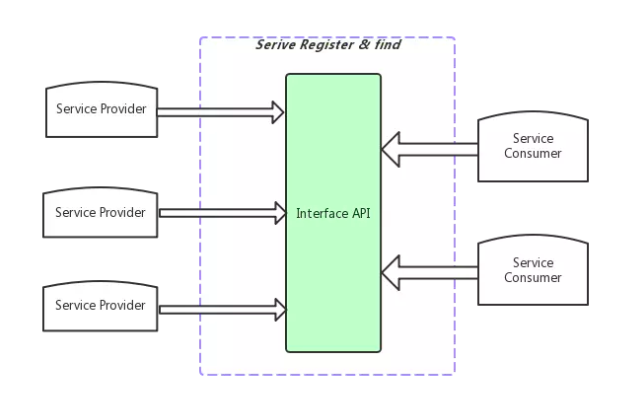 Serive Register & find
Service Provider
Service Provider
Service Provider
Interface API
Service
Consumer
Service
Consumer